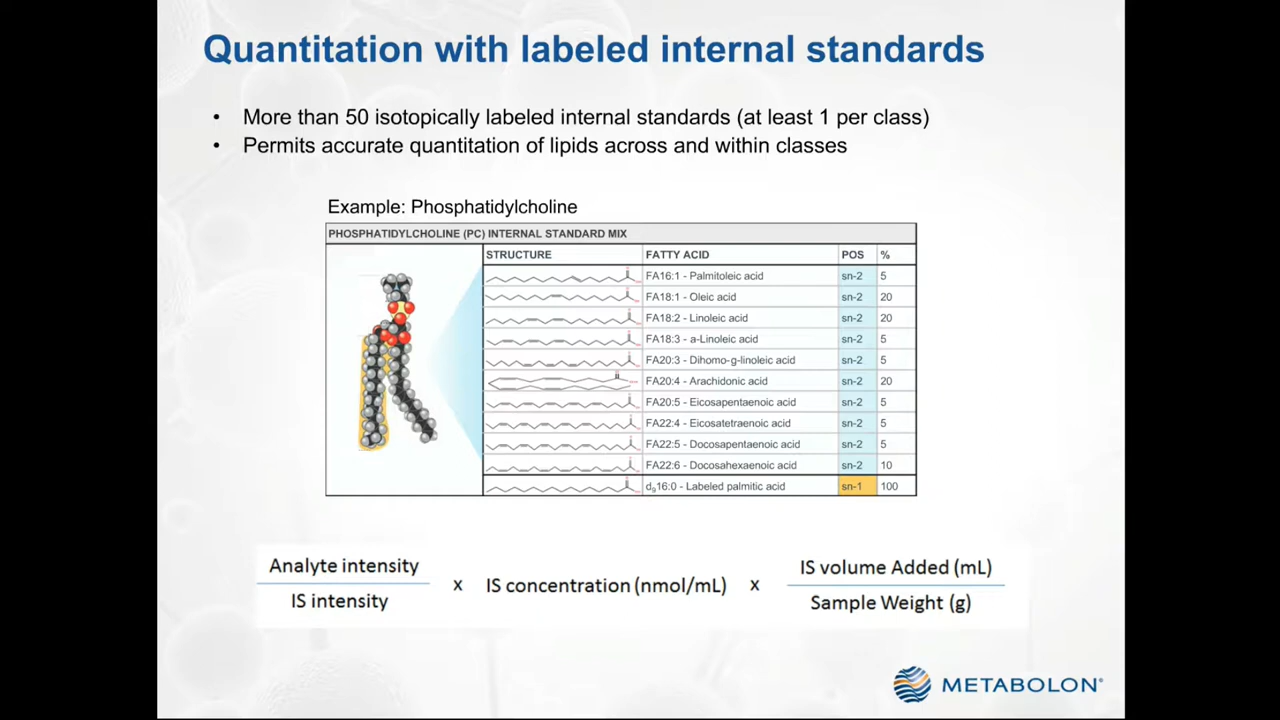 Quantitation with labeled internal standards
• More than 50 isotopically labeled internal standards (at least 1 per class)
• Permits accurate quantitation of lipids across and within classes
Example: Phosphatidylcholine
PHOSPHATIDYLCHOLINE (PC) INTERNAL STANDARD MIX
STRUCTURE FATTY ACID POS %
FA16:1 - Palmitoleic acid sn-2 5
FA18:1 - Oleic acid sn-2 20
FA18:2 - Linoleic acid sn-2 20
FA18:3 - a-Linoleic acid sn-2 5
FA20:3 - Dihomo-g-linoleic acid sn-2 5
FA20:4 - Arachidonic acid sn-2 20
FA20:5 - Eicosapentaenoic acid sn-2 5
FA22:4 - Eicosatetraenoic acid sn-2 5
FA22:5 - Docosapentaenoic acid sn-2 5
FA22:6 - Docosahexaenoic acid sn-2 10
d₉16:0 - Labeled palmitic acid sn-1 100
Analyte intensity
IS intensity
x IS concentration (nmol/mL) x
IS volume Added (mL)
Sample Weight (g)
METABOLON®